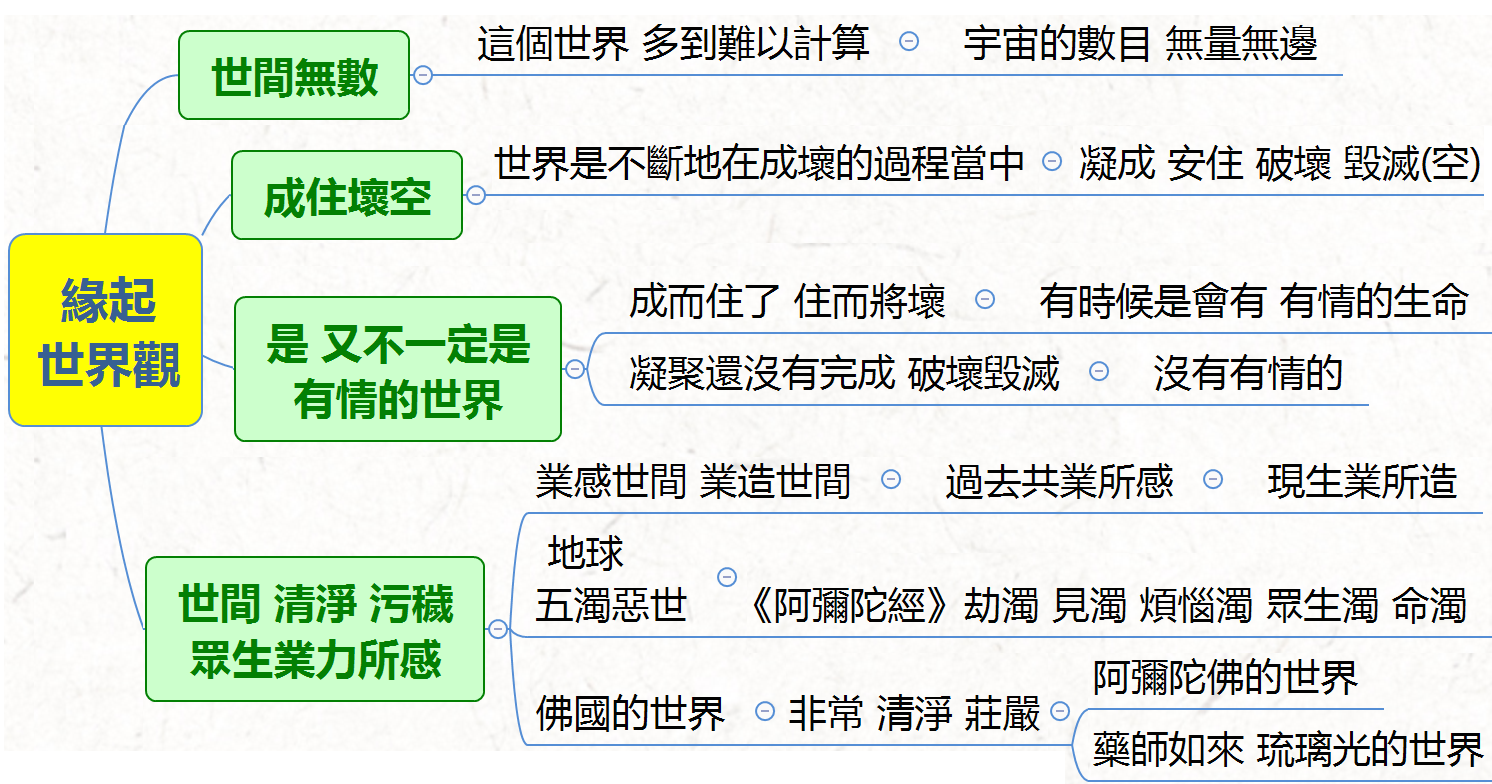 緣起
世界觀
世間無數
這個世界 多到難以計算
宇宙的數目 無量無邊
成住壞空
世界是不斷地在成壞的過程當中
凝成 安住 破壞 毀滅(空)
是 又不一定是
有情的世界
成而住了 住而將壞
有時候是會有 有情的生命
凝聚還沒有完成 破壞毀滅
沒有有情的
世間 清淨 污穢
眾生業力所感
業感世間 業造世間
過去共業所感
現生業所造
地球
五濁惡世
《阿彌陀經》劫濁 見濁 煩惱濁 眾生濁 命濁
佛國的世界
非常 清淨 莊嚴
阿彌陀佛的世界
藥師如來 琉璃光的世界